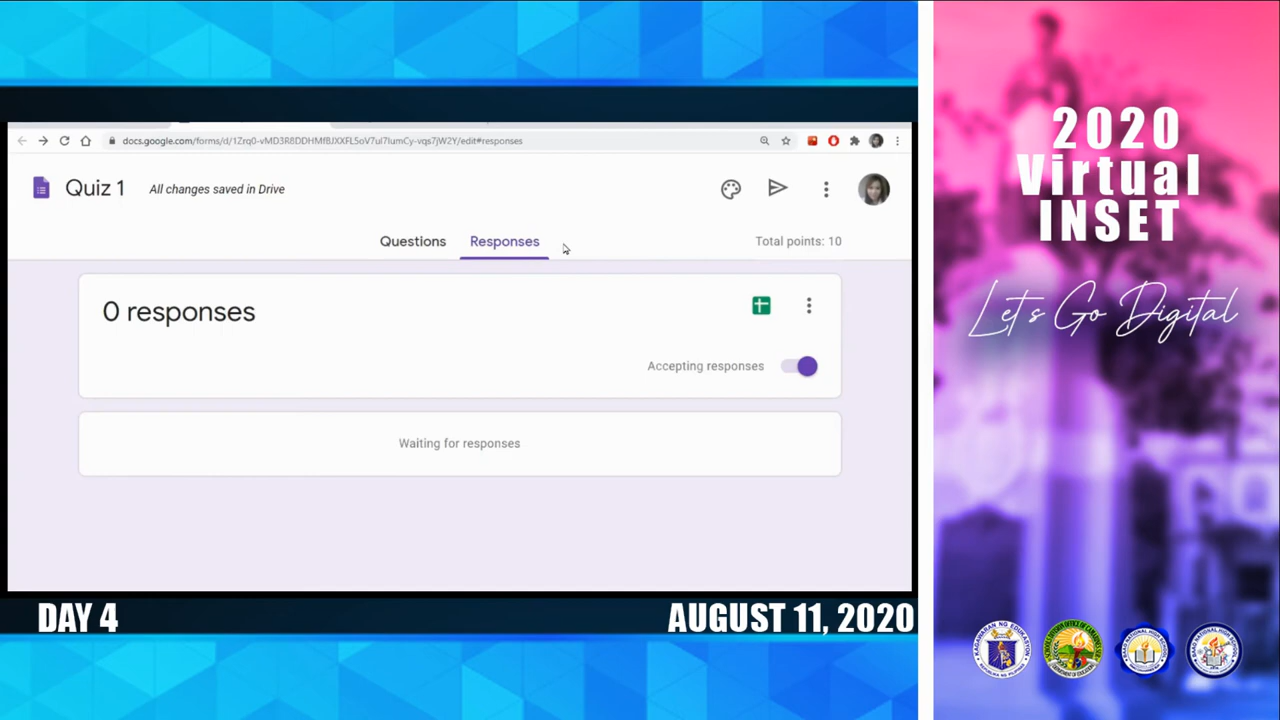 docs.google.com/forms/d/1Zrq0-vMD3R8DDHMfBJXXFL5oV7ul7IumCy-vqs7jW2Y/edit#responses
Quiz 1
All changes saved in Drive
Questions
Responses
Total points: 10
0 responses
Accepting responses
Waiting for responses
DAY 4
AUGUST 11, 2020
2020
Virtual
INSET
Let's Go Digital